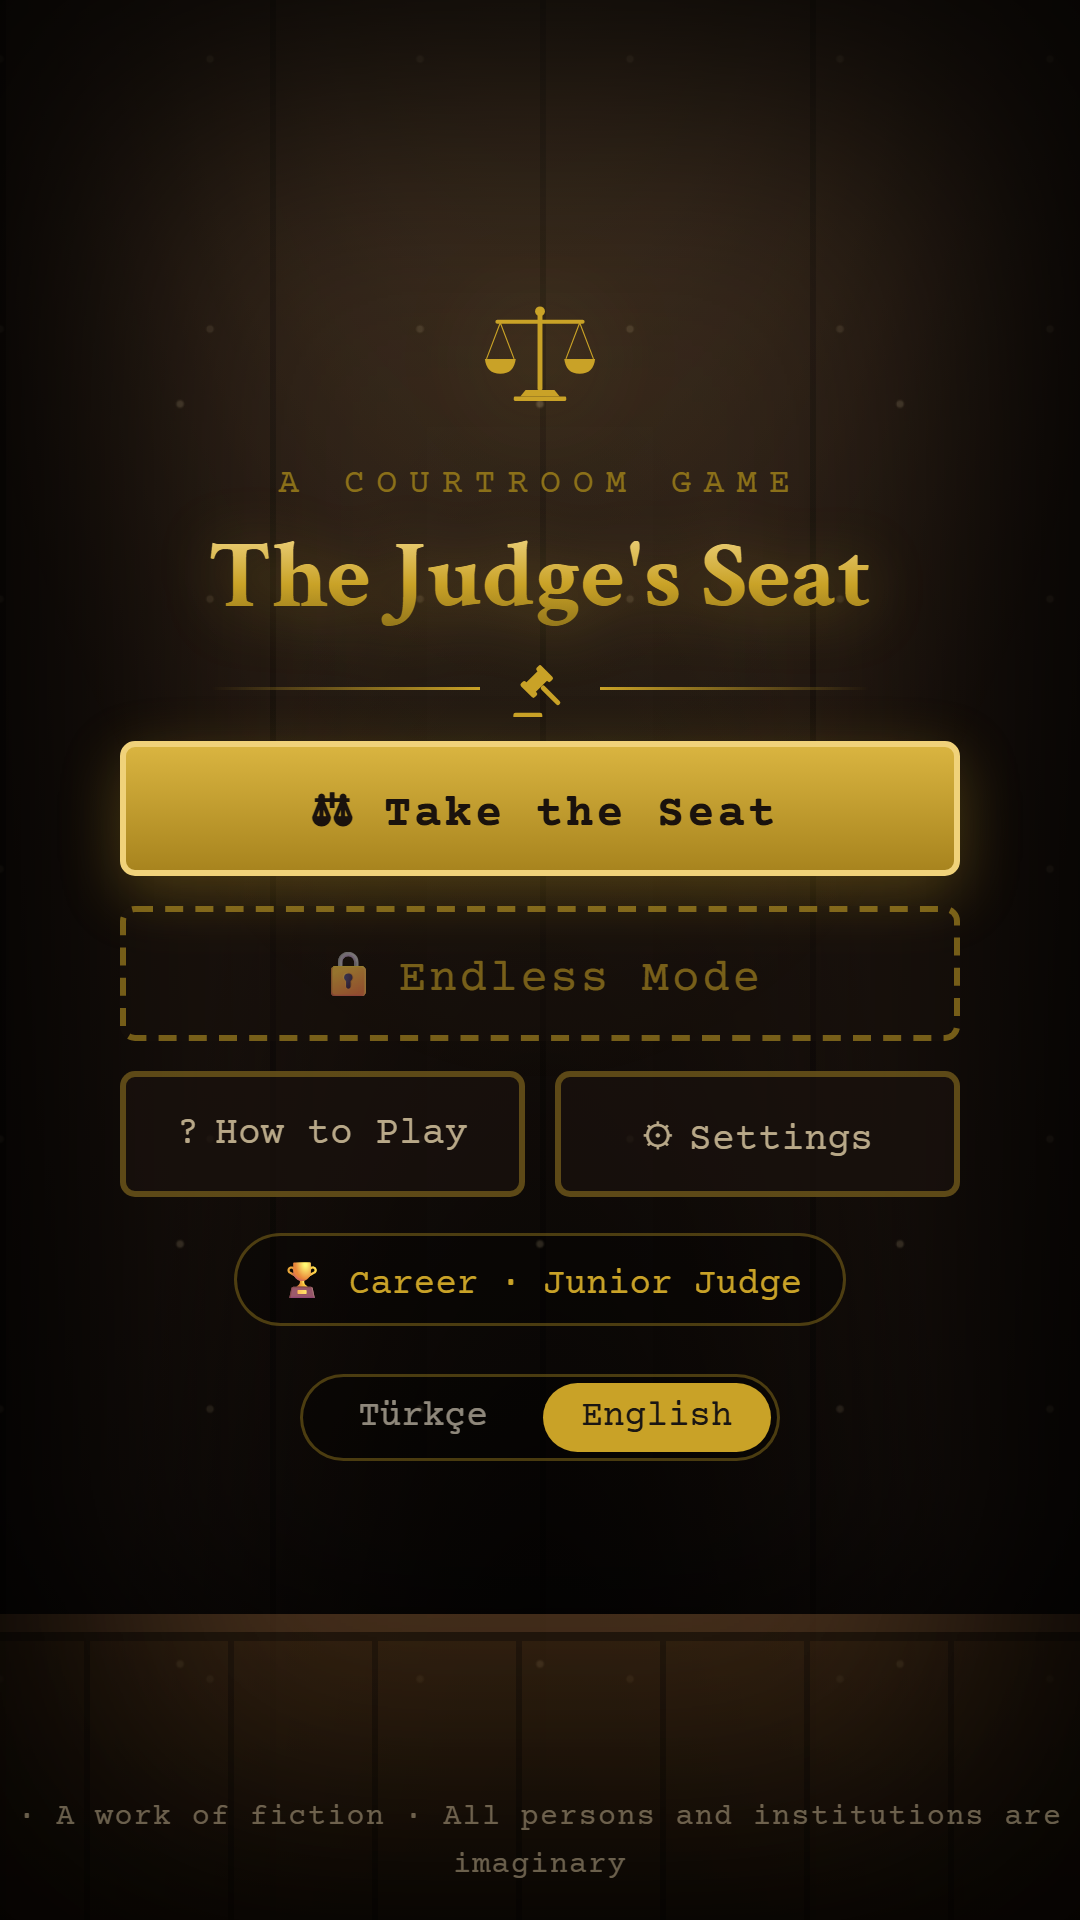 A COURTROOM GAME
The Judge's Seat
Take the Seat
Endless Mode
? How to Play
Settings
Career · Junior Judge
Türkçe
English
· A work of fiction · All persons and institutions are
imaginary